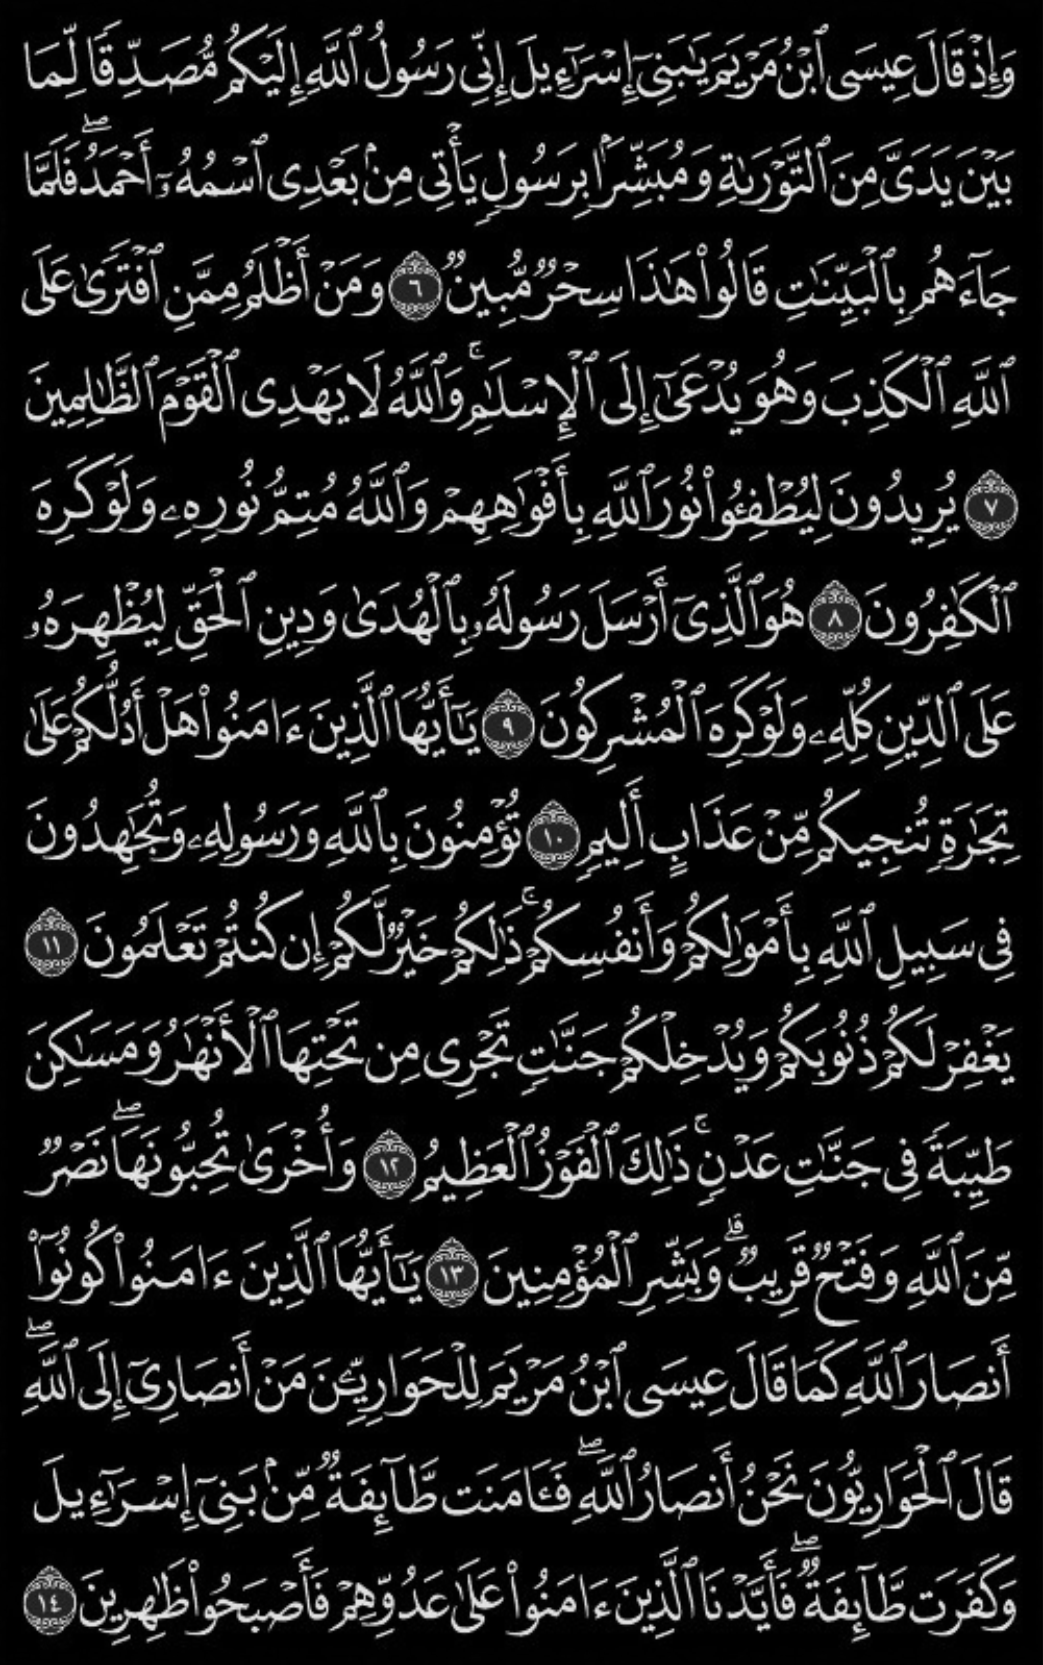 وَإِذۡ قَالَ عِيسَى ٱبۡنُ مَرۡيَمَ يَٰبَنِيٓ إِسۡرَٰٓءِيلَ إِنِّي رَسُولُ ٱللَّهِ إِلَيۡكُم مُّصَدِّقٗا لِّمَا
بَيۡنَ يَدَيَّ مِنَ ٱلتَّوۡرَىٰةِ وَمُبَشِّرَۢا بِرَسُولٖ يَأۡتِي مِنۢ بَعۡدِي ٱسۡمُهُۥٓ أَحۡمَدُۖ فَلَمَّا
جَآءَهُم بِٱلۡبَيِّنَٰتِ قَالُواْ هَٰذَا سِحۡرٞ مُّبِينٞ ٦ وَمَنۡ أَظۡلَمُ مِمَّنِ ٱفۡتَرَىٰ عَلَى
ٱللَّهِ ٱلۡكَذِبَ وَهُوَ يُدۡعَىٰٓ إِلَى ٱلۡإِسۡلَٰمِۚ وَٱللَّهُ لَا يَهۡدِي ٱلۡقَوۡمَ ٱلظَّٰلِمِينَ
٧ يُرِيدُونَ لِيُطۡفِـُٔواْ نُورَ ٱللَّهِ بِأَفۡوَٰهِهِمۡ وَٱللَّهُ مُتِمُّ نُورِهِۦ وَلَوۡ كَرِهَ
ٱلۡكَٰفِرُونَ ٨ هُوَ ٱلَّذِيٓ أَرۡسَلَ رَسُولَهُۥ بِٱلۡهُدَىٰ وَدِينِ ٱلۡحَقِّ لِيُظۡهِرَهُۥ
عَلَى ٱلدِّينِ كُلِّهِۦ وَلَوۡ كَرِهَ ٱلۡمُشۡرِكُونَ ٩ يَٰٓأَيُّهَا ٱلَّذِينَ ءَامَنُواْ هَلۡ أَدُلُّكُمۡ عَلَىٰ
تِجَٰرَةٖ تُنجِيكُم مِّنۡ عَذَابٍ أَلِيمٖ ١٠ تُؤۡمِنُونَ بِٱللَّهِ وَرَسُولِهِۦ وَتُجَٰهِدُونَ
فِي سَبِيلِ ٱللَّهِ بِأَمۡوَٰلِكُمۡ وَأَنفُسِكُمۡۚ ذَٰلِكُمۡ خَيۡرٞ لَّكُمۡ إِن كُنتُمۡ تَعۡلَمُونَ ١١
يَغۡفِرۡ لَكُمۡ ذُنُوبَكُمۡ وَيُدۡخِلۡكُمۡ جَنَّٰتٖ تَجۡرِي مِن تَحۡتِهَا ٱلۡأَنۡهَٰرُ وَمَسَٰكِنَ
طَيِّبَةٗ فِي جَنَّٰتِ عَدۡنٖۚ ذَٰلِكَ ٱلۡفَوۡزُ ٱلۡعَظِيمُ ١٢ وَأُخۡرَىٰ تُحِبُّونَهَاۖ نَصۡرٞ
مِّنَ ٱللَّهِ وَفَتۡحٞ قَرِيبٞۗ وَبَشِّرِ ٱلۡمُؤۡمِنِينَ ١٣ يَٰٓأَيُّهَا ٱلَّذِينَ ءَامَنُواْ كُونُوٓاْ
أَنصَارَ ٱللَّهِ كَمَا قَالَ عِيسَى ٱبۡنُ مَرۡيَمَ لِلۡحَوَارِيِّـۧنَ مَنۡ أَنصَارِيٓ إِلَى ٱللَّهِۖ
قَالَ ٱلۡحَوَارِيُّونَ نَحۡنُ أَنصَارُ ٱللَّهِۖ فَـَٔامَنَت طَّآئِفَةٞ مِّنۢ بَنِيٓ إِسۡرَٰٓءِيلَ
وَكَفَرَت طَّآئِفَةٞۖ فَأَيَّدۡنَا ٱلَّذِينَ ءَامَنُواْ عَلَىٰ عَدُوِّهِمۡ فَأَصۡبَحُواْ ظَٰهِرِينَ ١٤